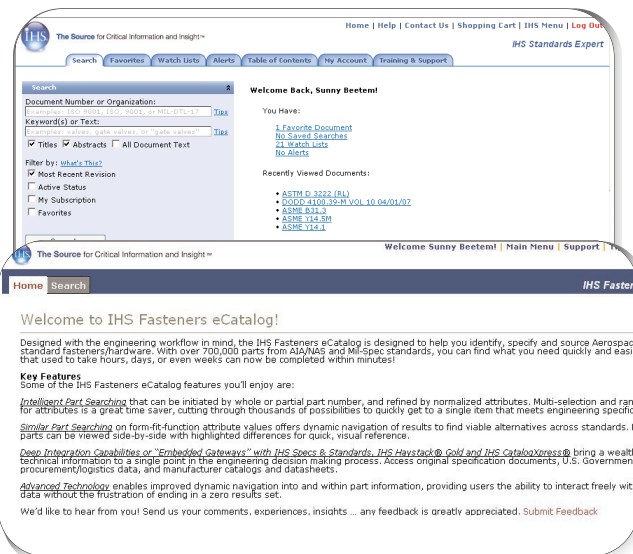 Home | Help | Contact Us | Shopping Cart | IHS Menu | Log Out
IHS The Source for Critical Information and Insight™
IHS Standards Expert
Search Favorites Watch Lists Alerts Table of Contents My Account Training & Support
Search
Document Number or Organization:
Examples: ISO 9001, ISO, 9001, or MIL-DTL-17 Tips
Keyword(s) or Text:
Examples: valves, gate valves, or "gate valves" Tips
Titles Abstracts All Document Text
Filter by: What's This?
Most Recent Revision
Active Status
My Subscription
Favorites
Welcome Back, Sunny Beetem!
You Have:
1 Favorite Document
No Saved Searches
21 Watch Lists
No Alerts
Recently Viewed Documents:
• ASTM D 3222 (RL)
• DODD 4100.39-M VOL 10 04/01/07
• ASME B31.3
• ASME Y14.5M
• ASME Y14.1
Welcome Sunny Beetem! | Main Menu | Support |
IHS The Source for Critical Information and Insight™
Home Search
IHS Fasten
Welcome to IHS Fasteners eCatalog!
Designed with the engineering workflow in mind, the IHS Fasteners eCatalog is designed to help you identify, specify and source Aerospac
standard fasteners/hardware. With over 700,000 parts from AIA/NAS and Mil-Spec standards, you can find what you need quickly and easi
that used to take hours, days, or even weeks can now be completed within minutes!
Key Features
Some of the IHS Fasteners eCatalog features you'll enjoy are:
Intelligent Part Searching that can be initiated by whole or partial part number, and refined by normalized attributes. Multi-selection and ran
for attributes is a great time saver, cutting through thousands of possibilities to quickly get to a single item that meets engineering specific
Similar Part Searching on form-fit-function attribute values offers dynamic navigation of results to find viable alternatives across standards.
parts can be viewed side-by-side with highlighted differences for quick, visual reference.
Deep Integration Capabilities or "Embedded Gateways" with IHS Specs & Standards, IHS Haystack® Gold and IHS CatalogXpress® bring a wealth
technical information to a single point in the engineering decision making process. Access original specification documents, U.S. Governmen
procurement/logistics data, and manufacturer catalogs and datasheets.
Advanced Technology enables improved dynamic navigation into and within part information, providing users the ability to interact freely wit
data without the frustration of ending in a zero results set.
We'd like to hear from you! Send us your comments, experiences, insights ... any feedback is greatly appreciated. Submit Feedback